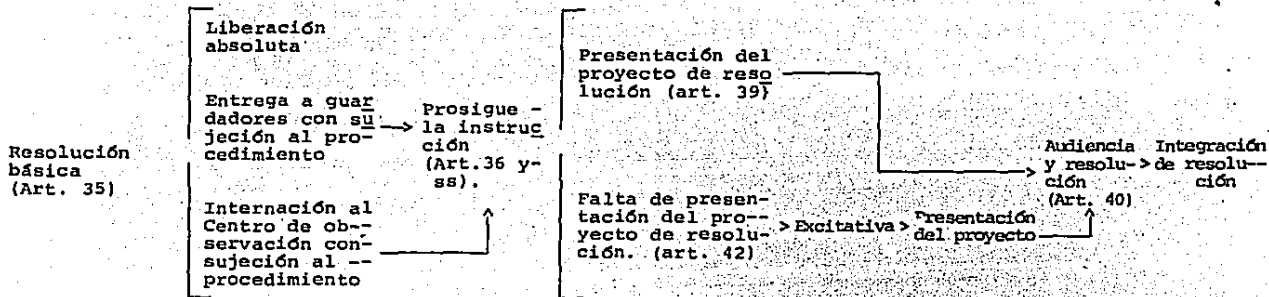 Resolución
básica
(Art. 35)
Liberación
absoluta
Entrega a guar
dadores con su
jeción al pro-
cedimiento
Internación al
Centro de ob--
servación con-
sujeción al --
procedimiento
Prosigue -
la instruc
ción
(Art.36 y-
ss).
Presentación del
proyecto de reso
lución (art. 39)
Falta de presen-
tación del pro--
yecto de resolu-
ción. (art. 42)
> Excitativa >
Presentación
del proyecto
Audiencia
y resolu- >
ción
(Art. 40)
Integración
de resolu--
ción